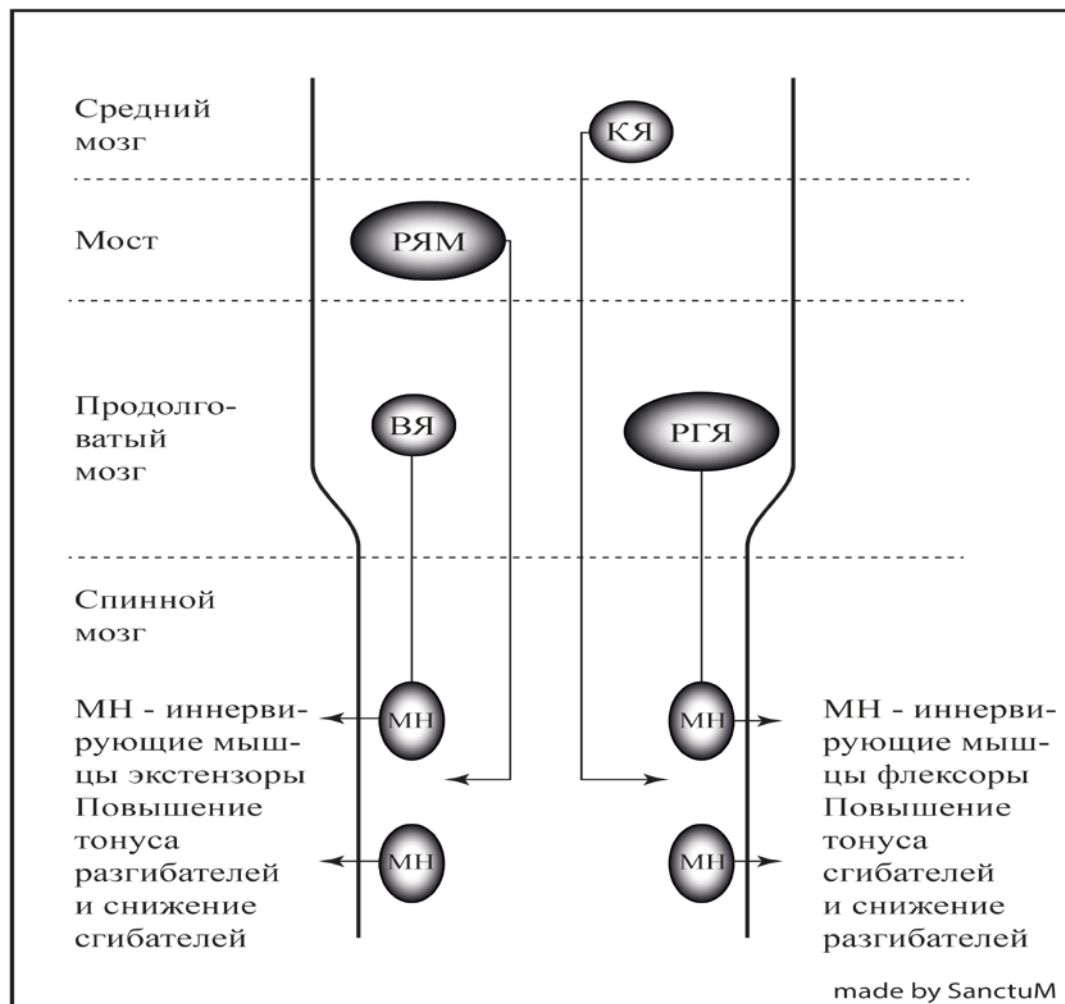 Средний
мозг
КЯ
Мост
РЯМ
Продолго-
ватый
мозг
ВЯ
РГЯ
Спинной
мозг
МН - иннерви-
рующие мыш-
цы экстензоры
Повышение
тонуса
разгибателей
и снижение
сгибателей
МН
МН
МН
МН
МН - иннерви-
рующие мыш-
цы флексоры
Повышение
тонуса
сгибателей
и снижение
разгибателей
made by SanctuM